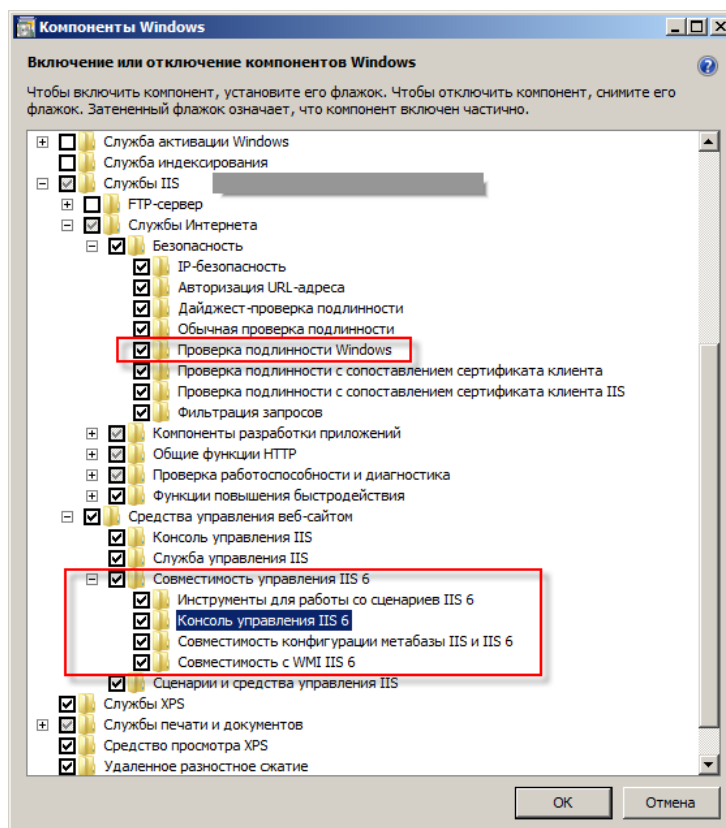 Компоненты Windows
Включение или отключение компонентов Windows
Чтобы включить компонент, установите его флажок. Чтобы отключить компонент, снимите его
флажок. Затененный флажок означает, что компонент включен частично.
Служба активации Windows
Служба индексирования
Службы IIS
FTP-сервер
Службы Интернета
Безопасность
IP-безопасность
Авторизация URL-адреса
Дайджест-проверка подлинности
Обычная проверка подлинности
Проверка подлинности Windows
Проверка подлинности с сопоставлением сертификата клиента
Проверка подлинности с сопоставлением сертификата клиента IIS
Фильтрация запросов
Компоненты разработки приложений
Общие функции HTTP
Проверка работоспособности и диагностика
Функции повышения быстродействия
Средства управления веб-сайтом
Консоль управления IIS
Служба управления IIS
Совместимость управления IIS 6
Инструменты для работы со сценариев IIS 6
Консоль управления IIS 6
Совместимость конфигурации метабазы IIS и IIS 6
Совместимость с WMI IIS 6
Сценарии и средства управления IIS
Службы XPS
Службы печати и документов
Средство просмотра XPS
Удаленное разностное сжатие
ОК
Отмена